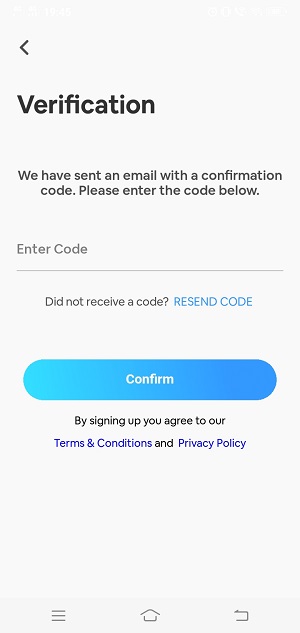 Verification
We have sent an email with a confirmation
code. Please enter the code below.
Enter Code
Did not receive a code? RESEND CODE
Confirm
By signing up you agree to our
Terms & Conditions and Privacy Policy